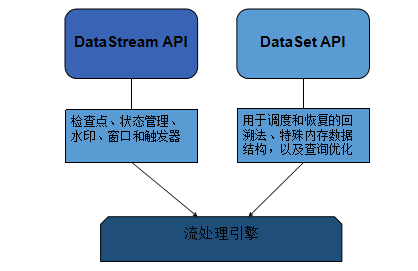 DataStream API
DataSet API
检查点、状态管理、
水印、窗口和触发器
用于调度和恢复的回
溯法、特殊内存数据
结构，以及查询优化
流处理引擎